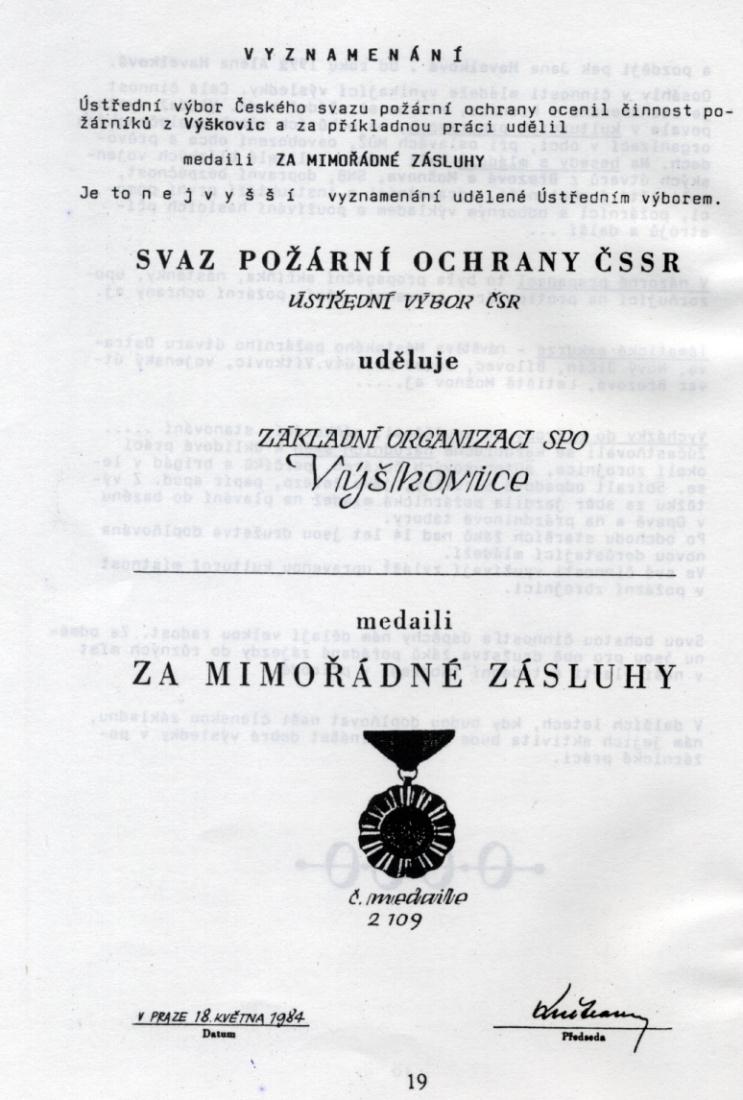 VYZNAMENÁNÍ
Ústřední výbor Českého svazu požární ochrany ocenil činnost po-
žárníků z Výškovic a za příkladnou práci udělil
medaili ZA MIMOŘÁDNÉ ZÁSLUHY
Je to nejvyšší vyznamenání udělené Ústředním výborem.
SVAZ POŽÁRNÍ OCHRANY ČSSR
ÚSTŘEDNÍ VÝBOR ČSR
uděluje
ZÁKLADNÍ ORGANIZACI SPO
Výškovice
medaili
ZA MIMOŘÁDNÉ ZÁSLUHY
č. medaile
2109
V PRAZE 18. KVĚTNA 1984
Datum
Předseda
19